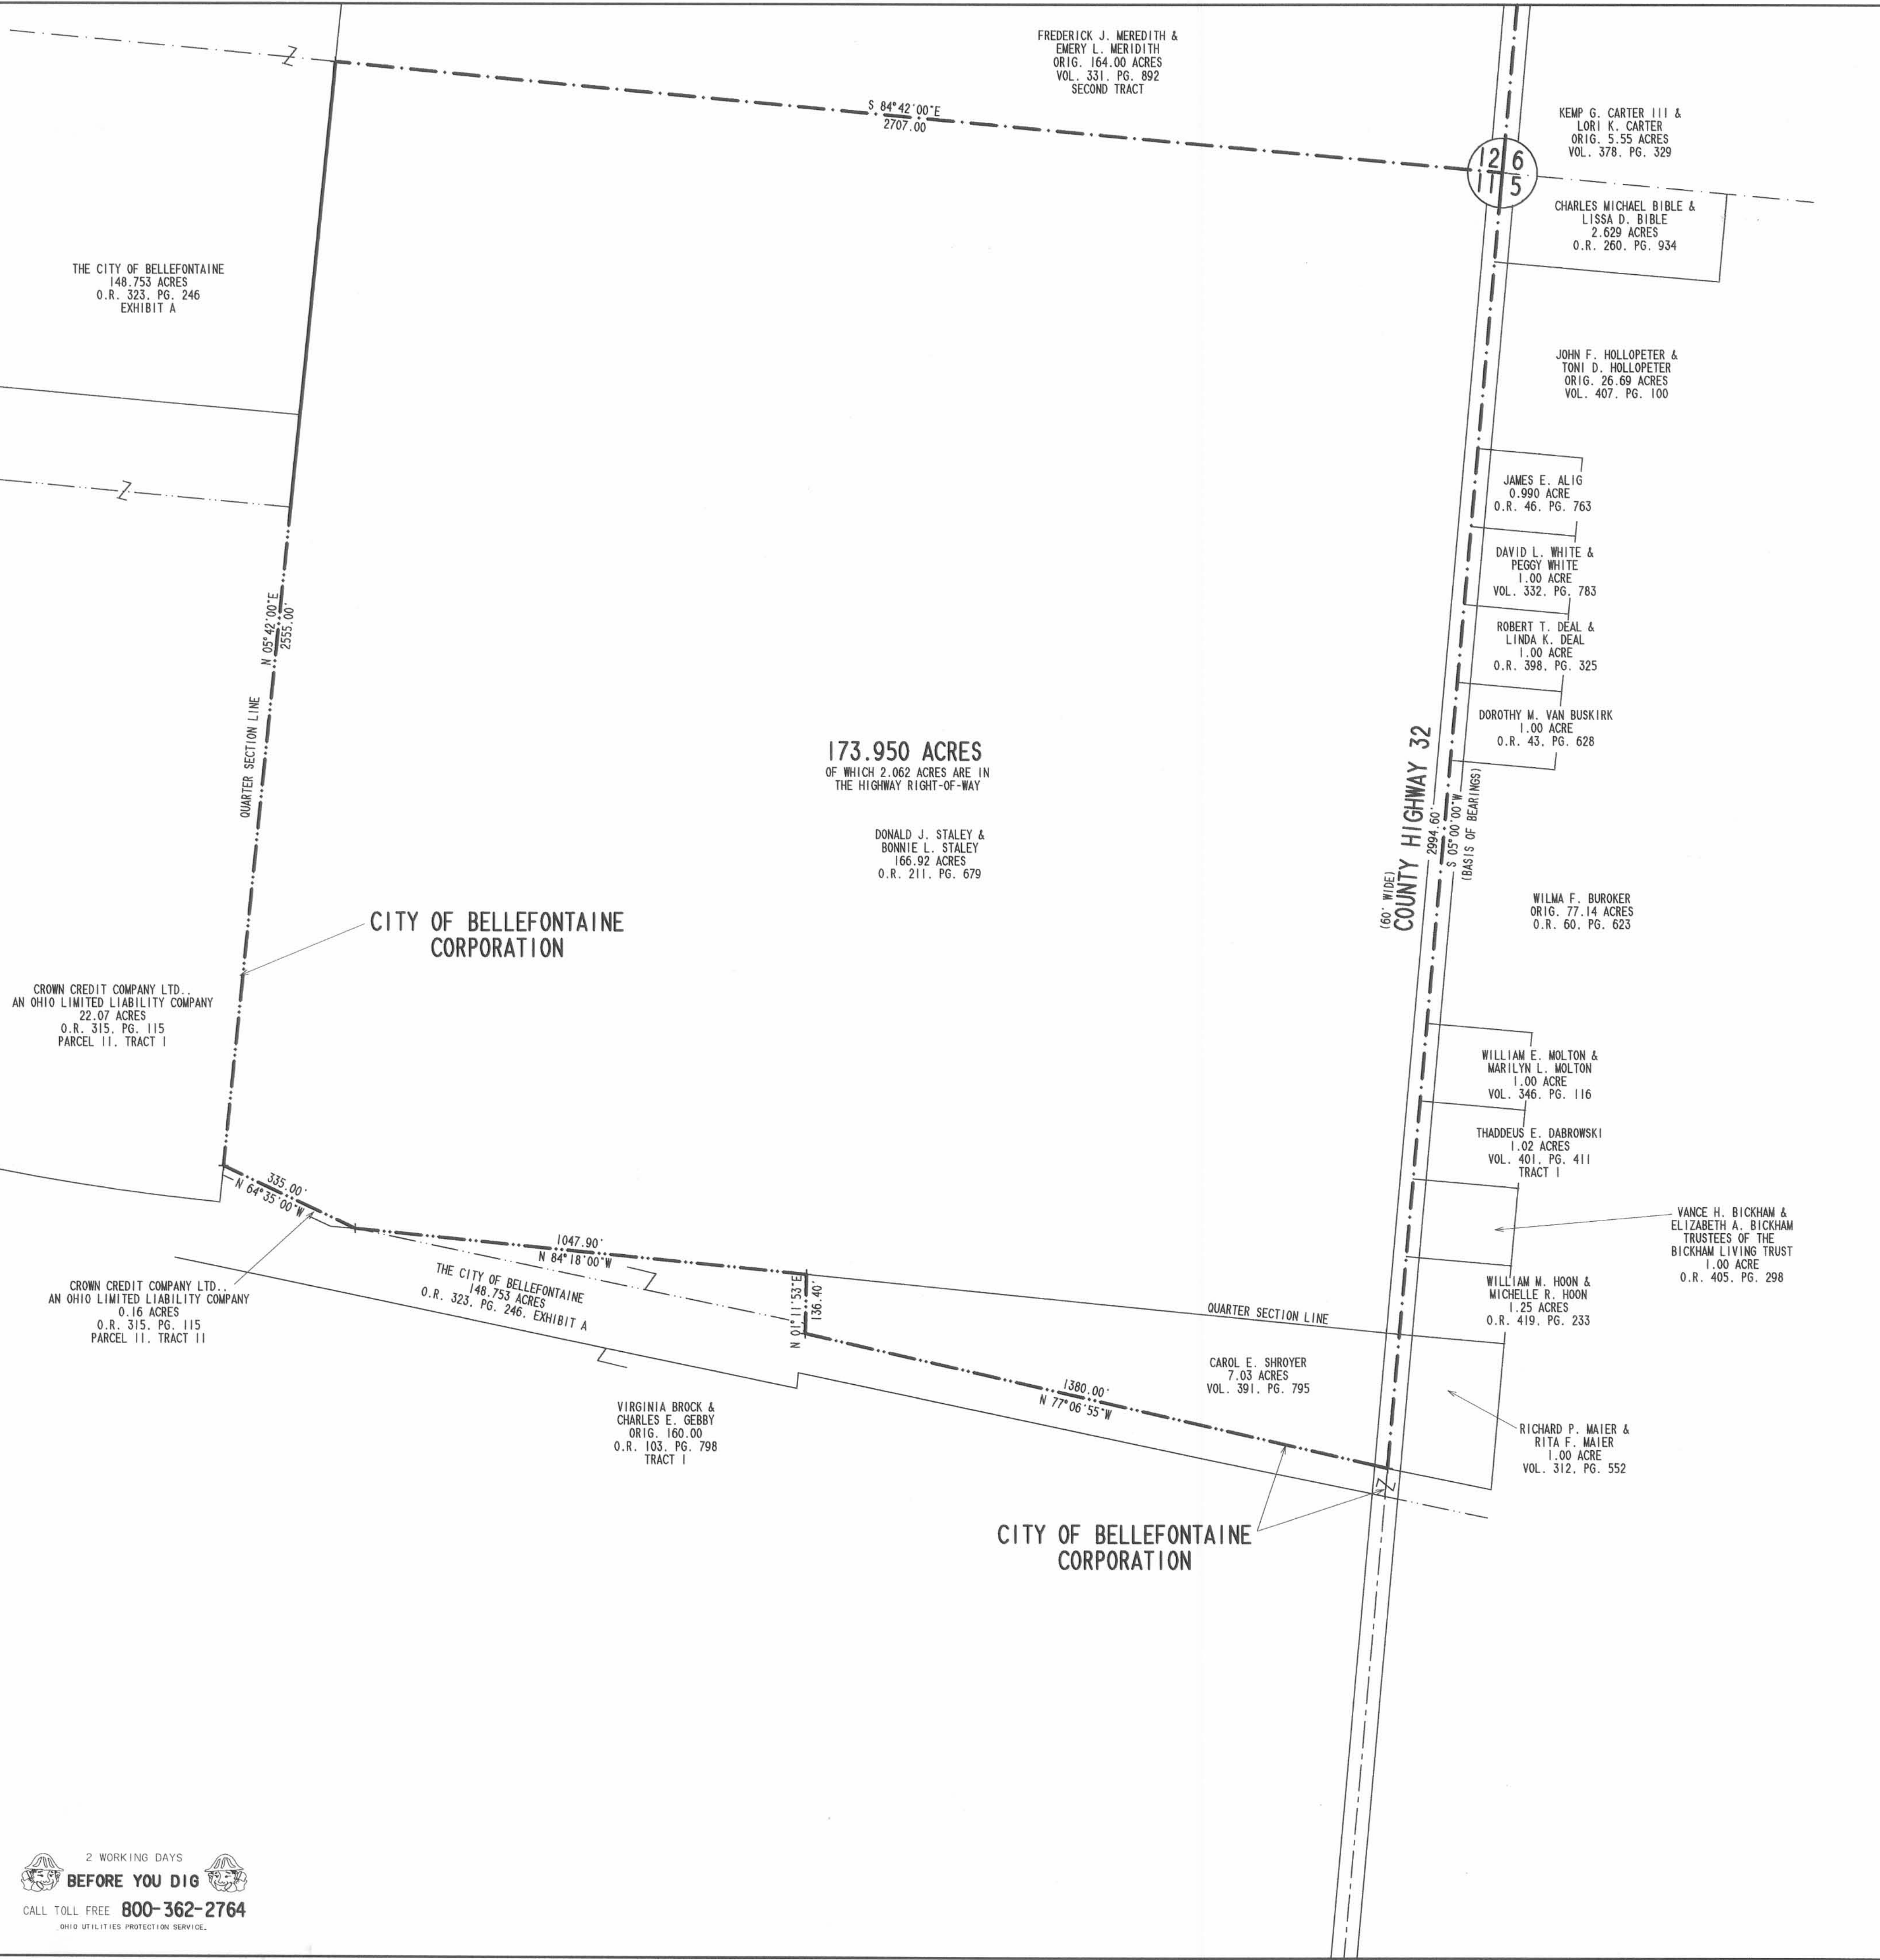 FREDERICK J. MEREDITH &
EMERY L. MERIDITH
ORIG. 164.00 ACRES
VOL. 331, PG. 892
SECOND TRACT
S 84°42'00"E
2707.00
KEMP G. CARTER III &
LORI K. CARTER
ORIG. 5.55 ACRES
VOL. 378, PG. 329
12 6
11 5
CHARLES MICHAEL BIBLE &
LISSA D. BIBLE
2.629 ACRES
O.R. 260, PG. 934
THE CITY OF BELLEFONTAINE
148.753 ACRES
O.R. 323, PG. 246
EXHIBIT A
JOHN F. HOLLOPETER &
TONI D. HOLLOPETER
ORIG. 26.69 ACRES
VOL. 407, PG. 100
JAMES E. ALIG
0.990 ACRE
O.R. 46, PG. 763
DAVID L. WHITE &
PEGGY WHITE
1.00 ACRE
VOL. 332, PG. 783
ROBERT T. DEAL &
LINDA K. DEAL
1.00 ACRE
O.R. 398, PG. 325
DOROTHY M. VAN BUSKIRK
1.00 ACRE
O.R. 43, PG. 628
N 05°42'00"E
2555.00'
QUARTER SECTION LINE
173.950 ACRES
OF WHICH 2.062 ACRES ARE IN
THE HIGHWAY RIGHT-OF-WAY
DONALD J. STALEY &
BONNIE L. STALEY
166.92 ACRES
O.R. 211, PG. 679
(60' WIDE)
COUNTY HIGHWAY 32
2994.60'
S 05°00'00"W
(BASIS OF BEARINGS)
WILMA F. BUROKER
ORIG. 77.14 ACRES
O.R. 60, PG. 623
CITY OF BELLEFONTAINE
CORPORATION
CROWN CREDIT COMPANY LTD.,
AN OHIO LIMITED LIABILITY COMPANY
22.07 ACRES
O.R. 315, PG. 115
PARCEL II, TRACT I
WILLIAM E. MOLTON &
MARILYN L. MOLTON
1.00 ACRE
VOL. 346, PG. 116
THADDEUS E. DABROWSKI
1.02 ACRES
VOL. 401, PG. 411
TRACT I
VANCE H. BICKHAM &
ELIZABETH A. BICKHAM
TRUSTEES OF THE
BICKHAM LIVING TRUST
1.00 ACRE
O.R. 405, PG. 298
WILLIAM M. HOON &
MICHELLE R. HOON
1.25 ACRES
O.R. 419, PG. 233
335.00'
N 64°35'00"W
1047.90'
N 84°18'00"W
THE CITY OF BELLEFONTAINE
148.753 ACRES
O.R. 323, PG. 246, EXHIBIT A
N 01°11'53"E
136.40'
QUARTER SECTION LINE
CROWN CREDIT COMPANY LTD.,
AN OHIO LIMITED LIABILITY COMPANY
0.16 ACRES
O.R. 315, PG. 115
PARCEL II, TRACT II
CAROL E. SHROYER
7.03 ACRES
VOL. 391, PG. 795
1380.00'
N 77°06'55"W
VIRGINIA BROCK &
CHARLES E. GEBBY
ORIG. 160.00
O.R. 103, PG. 798
TRACT I
RICHARD P. MAIER &
RITA F. MAIER
1.00 ACRE
VOL. 312, PG. 552
CITY OF BELLEFONTAINE
CORPORATION
2 WORKING DAYS
BEFORE YOU DIG
CALL TOLL FREE 800-362-2764
OHIO UTILITIES PROTECTION SERVICE.